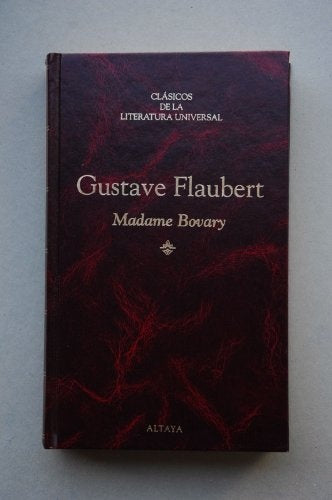 CLÁSICOS
DE LA
LITERATURA UNIVERSAL
Gustave Flaubert
Madame Bovary
ALTAYA